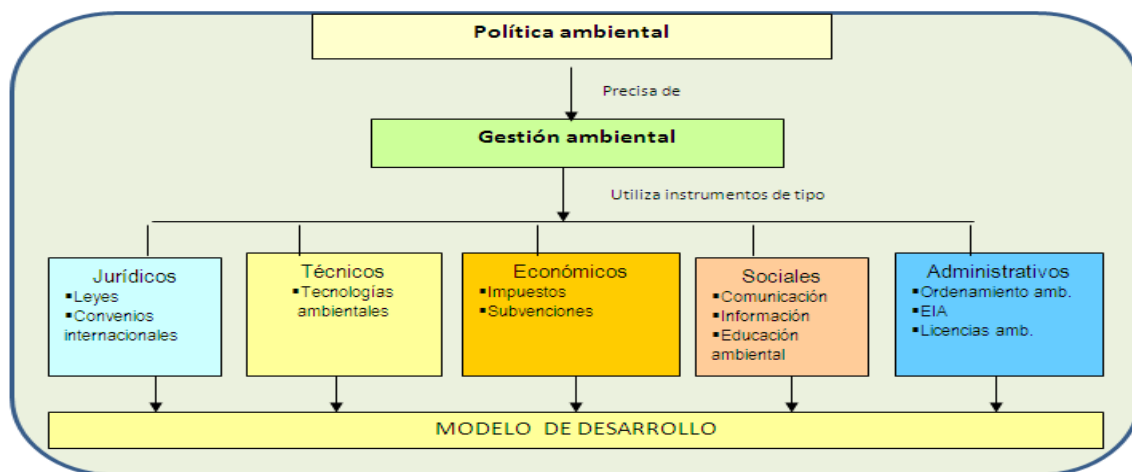 Política ambiental
Precisa de
Gestión ambiental
Utiliza instrumentos de tipo
Jurídicos
▪Leyes
▪Convenios
internacionales
Técnicos
▪Tecnologías
ambientales
Económicos
▪Impuestos
▪Subvenciones
Sociales
▪Comunicación
▪Información
▪Educación
ambiental
Administrativos
▪Ordenamiento amb.
▪EIA
▪Licencias amb.
MODELO DE DESARROLLO